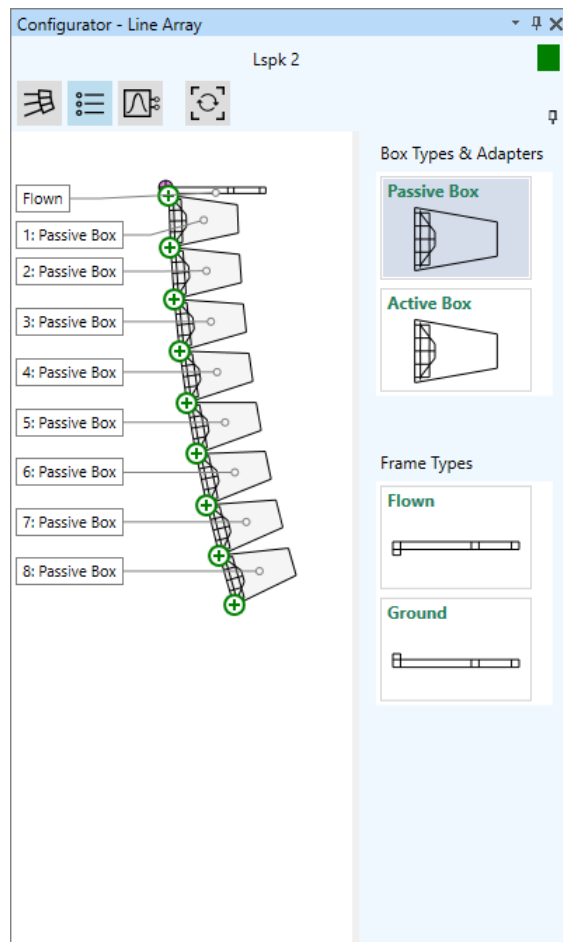 Configurator - Line Array
Lspk 2
Box Types & Adapters
Passive Box
Active Box
Frame Types
Flown
Ground
Flown
1: Passive Box
2: Passive Box
3: Passive Box
4: Passive Box
5: Passive Box
6: Passive Box
7: Passive Box
8: Passive Box